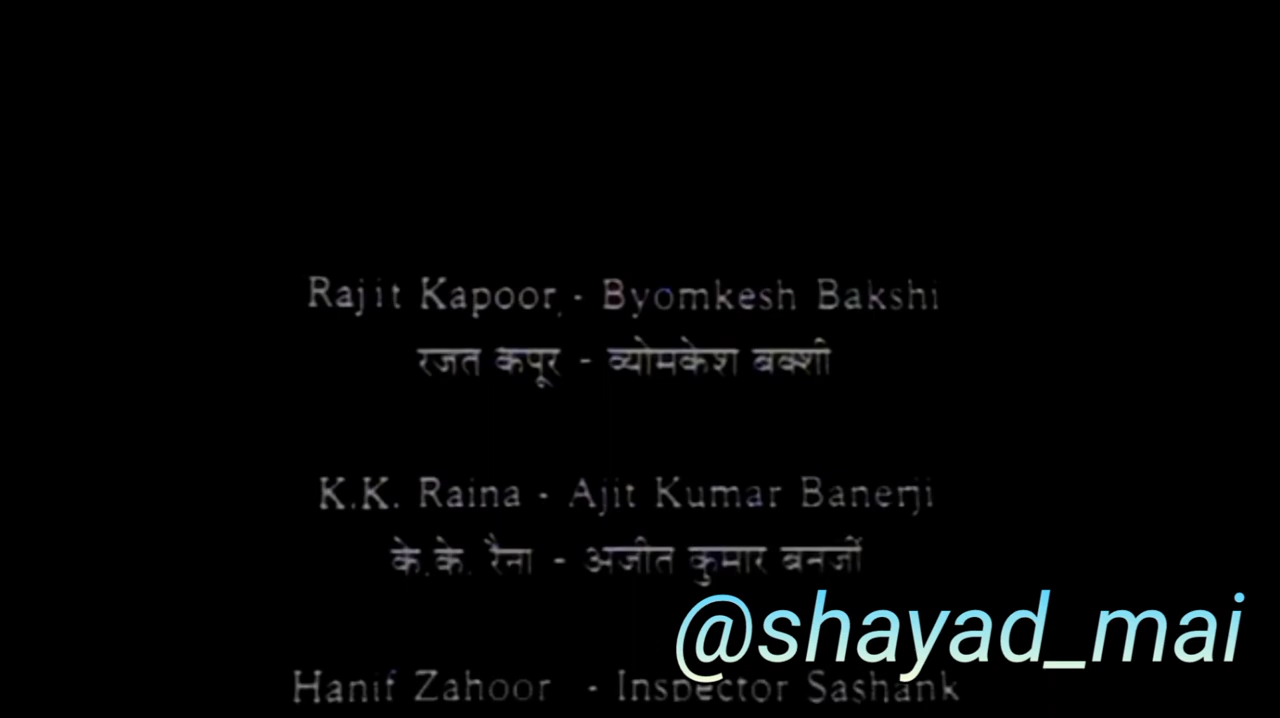 Rajit Kapoor - Byomkesh Bakshi
रजत कपूर - व्योमकेश बक्शी
K.K. Raina - Ajit Kumar Banerji
के.के. रैना - अजीत कुमार बनर्जी
@shayad_mai
Hanif Zahoor - Inspector Sashank